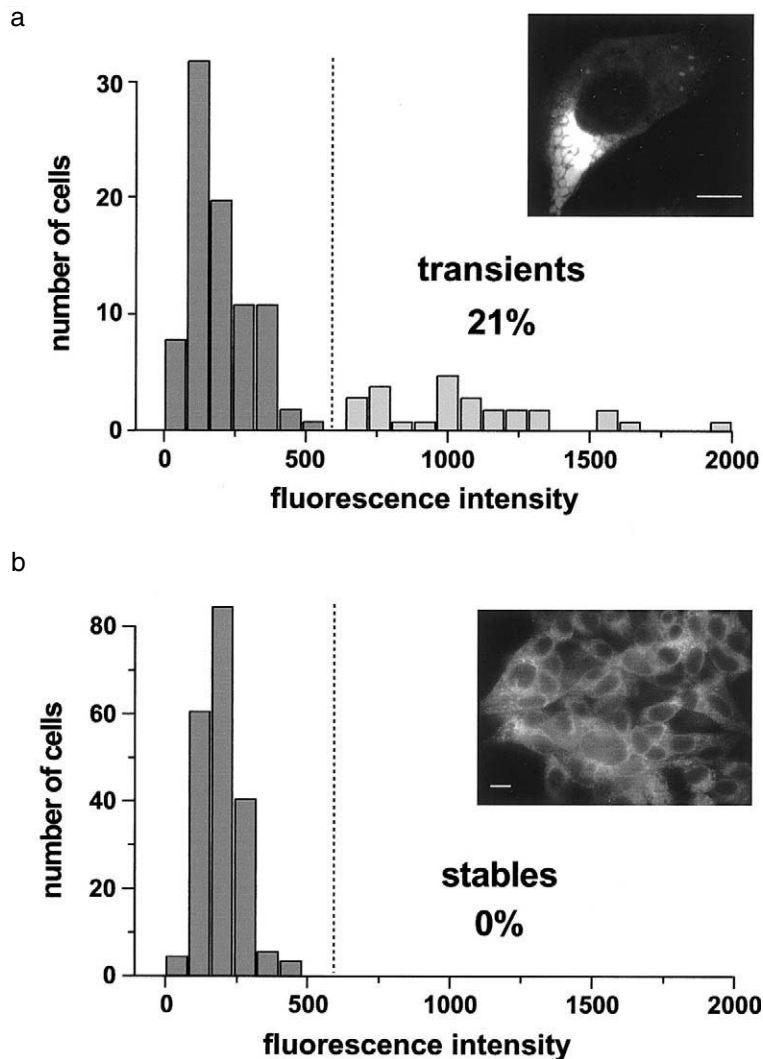 a
number of cells
30
20
10
0
transients
21%
0 500 1000 1500 2000
fluorescence intensity
b
number of cells
80
60
40
20
0
stables
0%
0 500 1000 1500 2000
fluorescence intensity